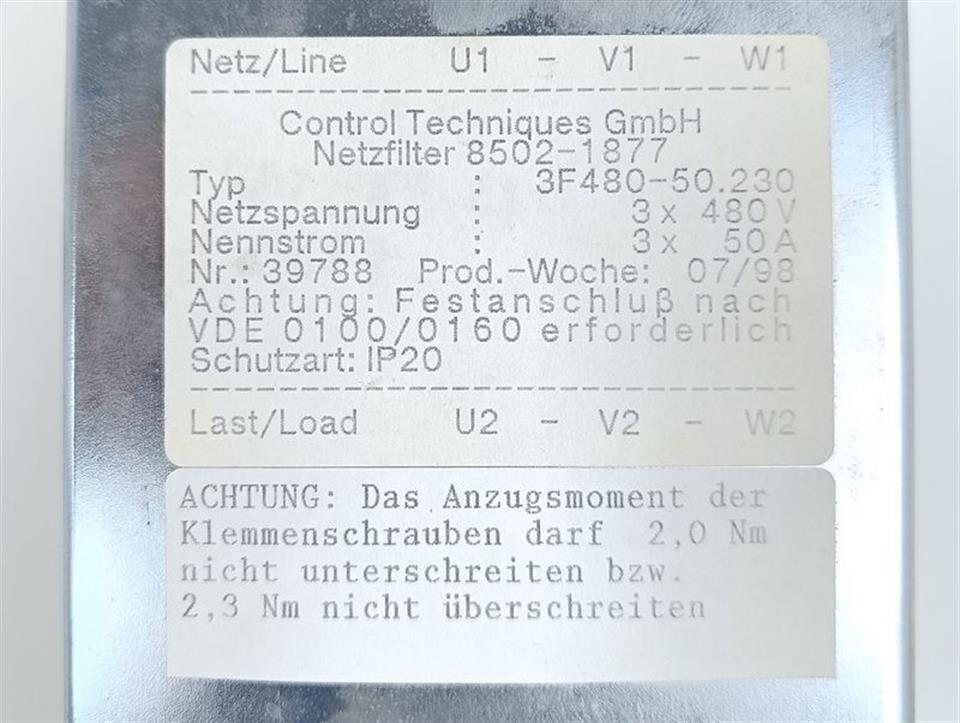 Netz/Line U1 - V1 - W1
Control Techniques GmbH
Netzfilter 8502-1877
Typ : 3F480-50.230
Netzspannung : 3 x 480 V
Nennstrom : 3 x 50 A
Nr.: 39788 Prod.-Woche: 07/98
Achtung: Festanschluß nach
VDE 0100/0160 erforderlich
Schutzart: IP20
Last/Load U2 - V2 - W2
ACHTUNG: Das Anzugsmoment der
Klemmenschrauben darf 2,0 Nm
nicht unterschreiten bzw.
2,3 Nm nicht überschreiten